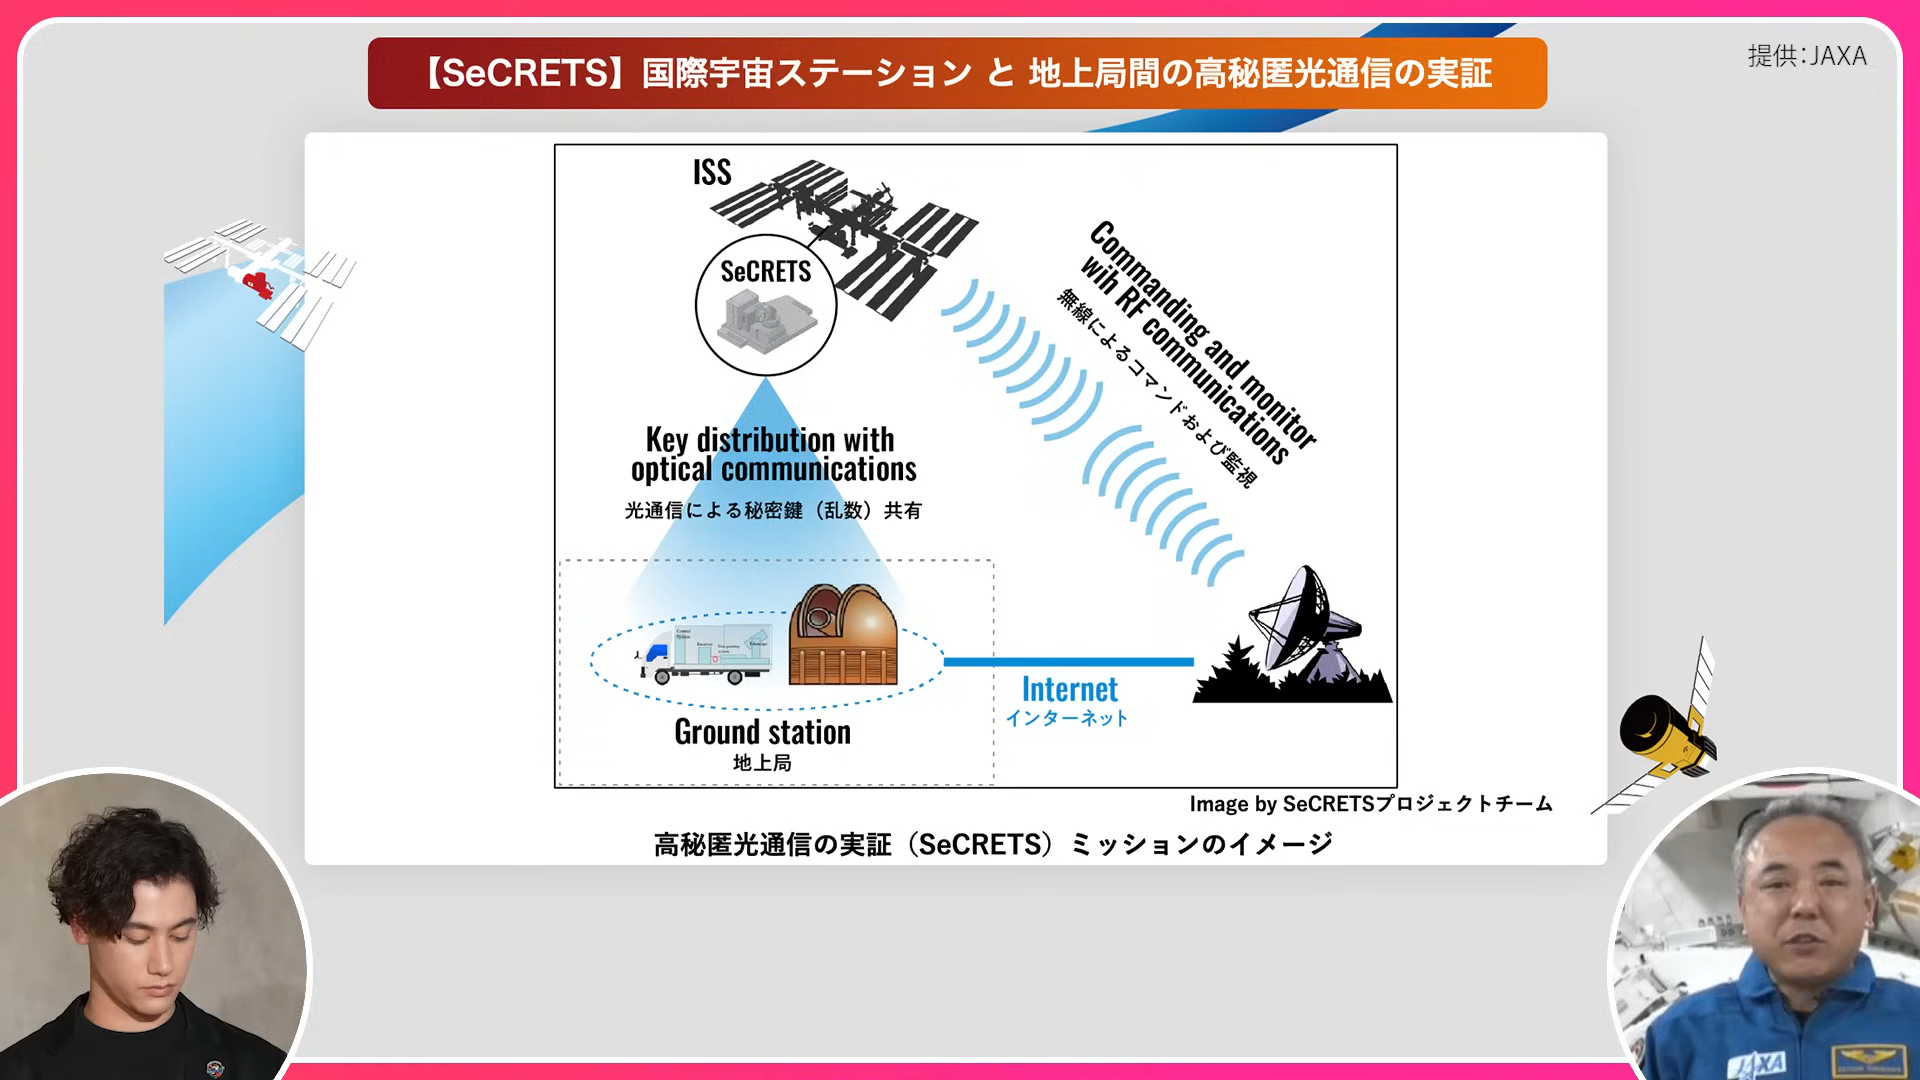 【SeCRETS】国際宇宙ステーション と 地上局間の高秘匿光通信の実証
提供：JAXA
ISS
SeCRETS
Commanding and monitor
wih RF communications
無線によるコマンドおよび監視
Key distribution with
optical communications
光通信による秘密鍵（乱数）共有
Control
System
Ground station
地上局
Internet
インターネット
Image by SeCRETSプロジェクトチーム
高秘匿光通信の実証（SeCRETS）ミッションのイメージ
JAXA